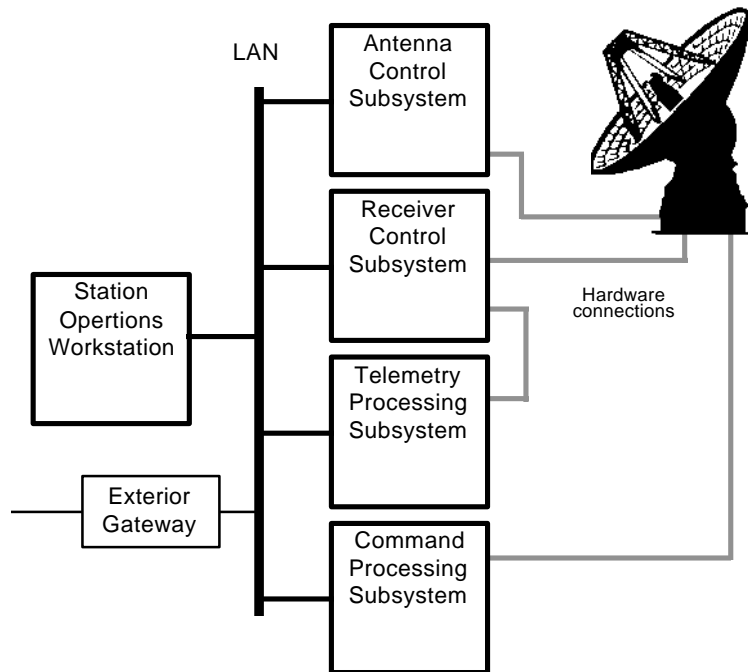 LAN
Antenna
Control
Subsystem
Receiver
Control
Subsystem
Hardware
connections
Station
Opertions
Workstation
Telemetry
Processing
Subsystem
Exterior
Gateway
Command
Processing
Subsystem